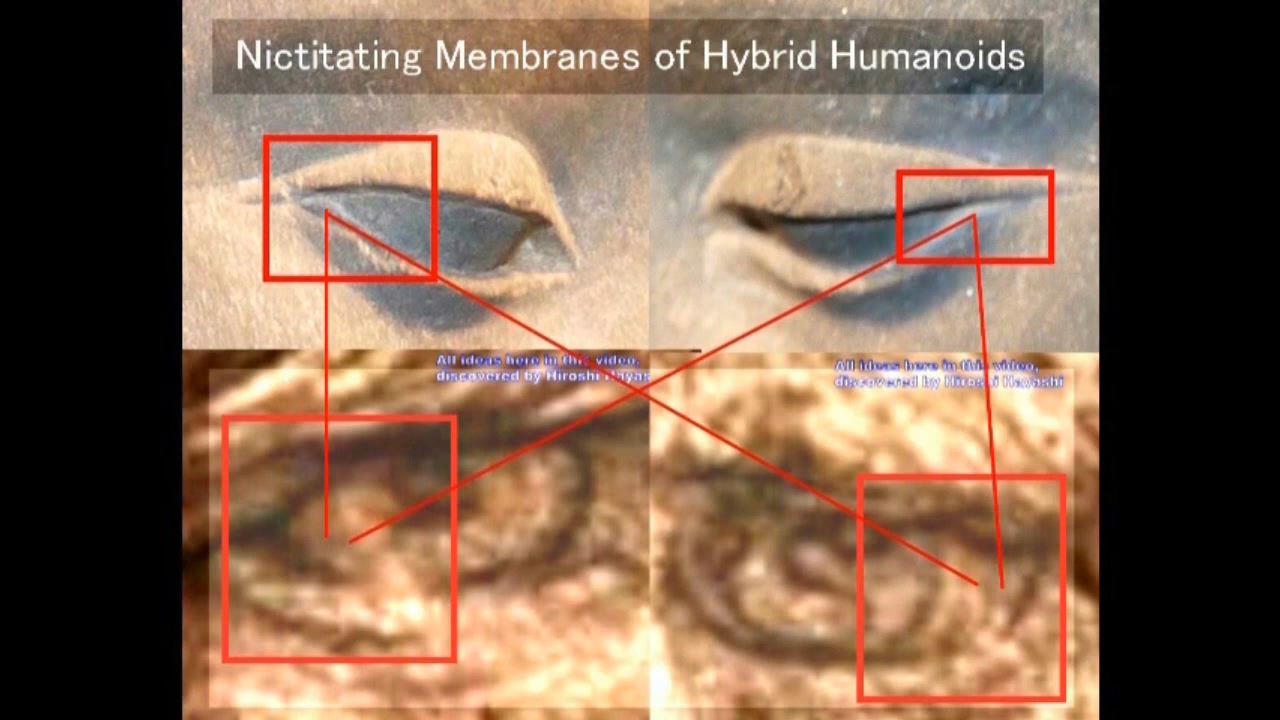 Nictitating Membranes of Hybrid Humanoids
All ideas here in this video,
discovered by Hiroshi Hayas
All ideas here in this video,
discovered by Hiroshi Hayashi